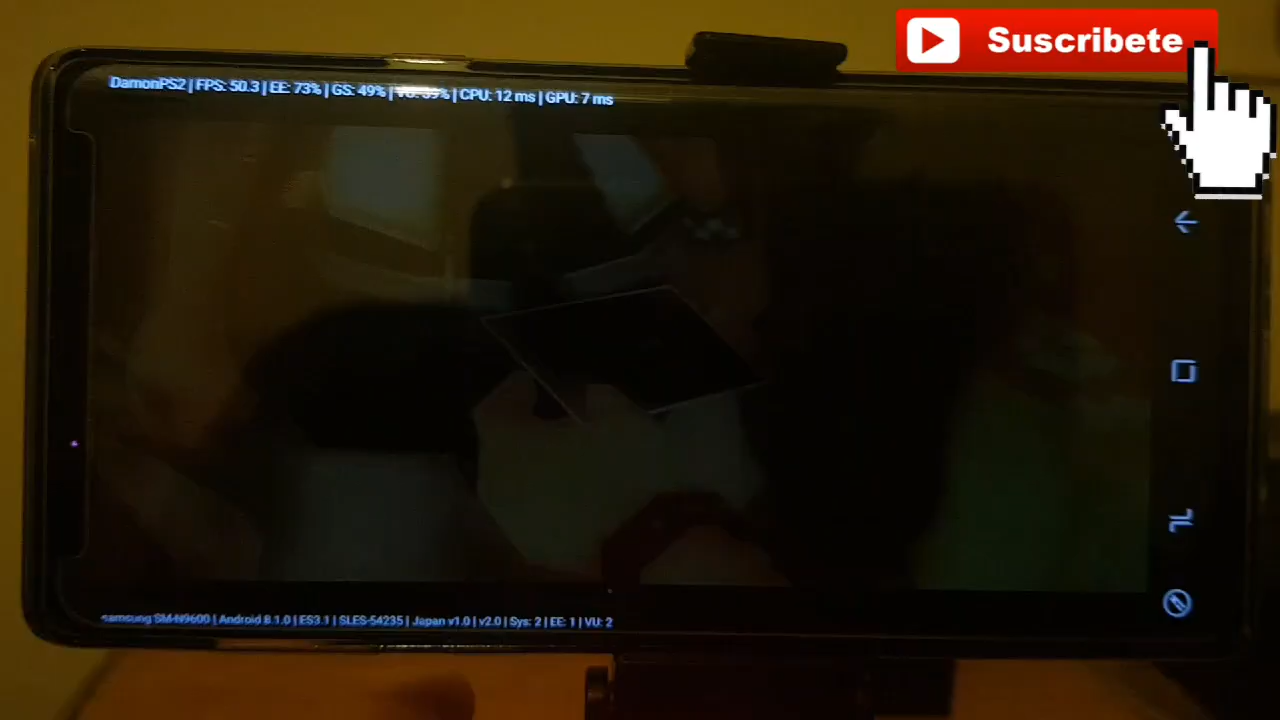 Suscribete
DamonPS2 | FPS: 50.3 | EE: 73% | GS: 49% | CPU: 12 ms | GPU: 7 ms
samsung SM-N9600 | Android 8.1.0 | ES3.1 | SLES-54235 | Japan v1.0 | v2.0 | Sys: 2 | EE: 1 | VU: 2